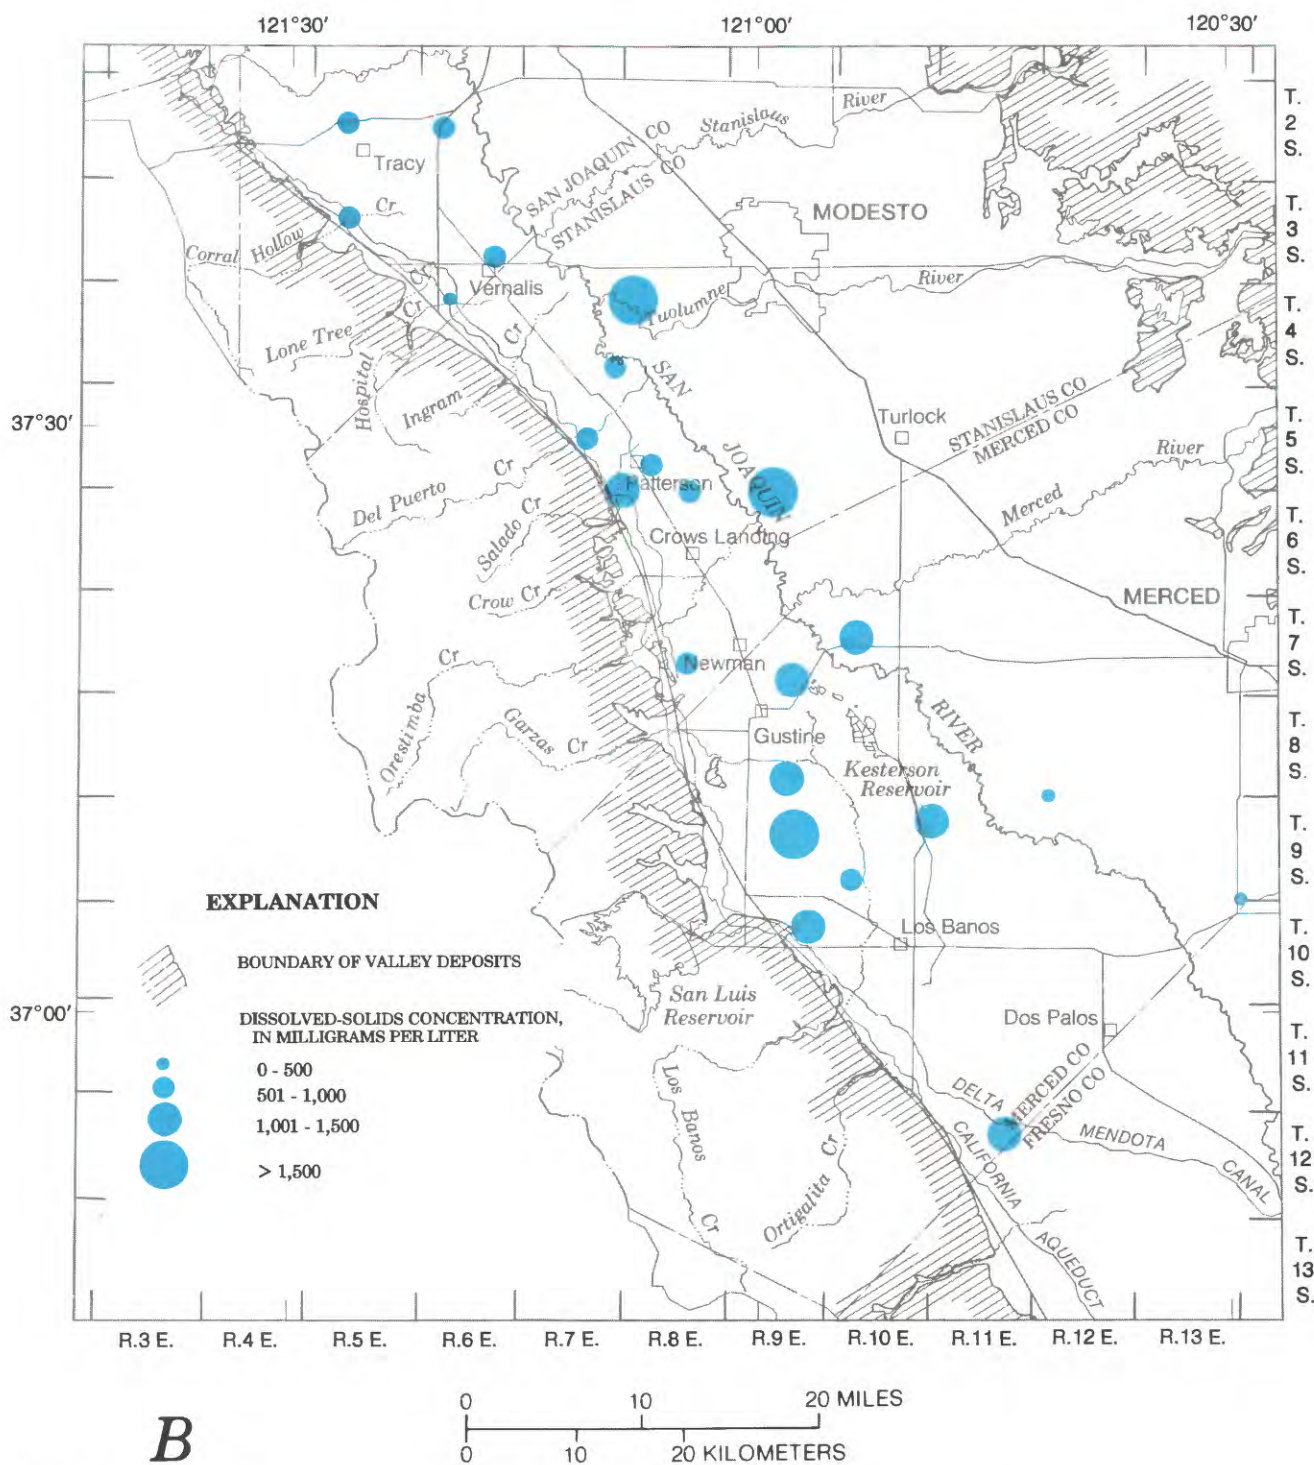 121°30'
121°00'
120°30'
T.
2
S.
T.
3
S.
T.
4
S.
T.
5
S.
T.
6
S.
T.
7
S.
T.
8
S.
T.
9
S.
T.
10
S.
T.
11
S.
T.
12
S.
T.
13
S.
37°30'
37°00'
Tracy
SAN JOAQUIN CO
STANISLAUS CO
Stanislaus
River
MODESTO
Corral Hollow
Cr
Vernalis
Tuolumne
River
Lone Tree
Cr
Hospital
Cr
Ingram
Cr
SAN
JOAQUIN
RIVER
Turlock
STANISLAUS CO
MERCED CO
Merced
River
Del Puerto
Cr
Patterson
Salado Cr
Crows Landing
Crow Cr
MERCED
Newman
Orestimba
Cr
Garzas
Cr
Gustine
Kesterson
Reservoir
Los Banos
San Luis
Reservoir
Dos Palos
Los Banos
Cr
Ortigalita
Cr
DELTA
MENDOTA
CANAL
MERCED CO
FRESNO CO
CALIFORNIA
AQUEDUCT
EXPLANATION
BOUNDARY OF VALLEY DEPOSITS
DISSOLVED-SOLIDS CONCENTRATION,
IN MILLIGRAMS PER LITER
0 - 500
501 - 1,000
1,001 - 1,500
> 1,500
R.3 E.
R.4 E.
R.5 E.
R.6 E.
R.7 E.
R.8 E.
R.9 E.
R.10 E.
R.11 E.
R.12 E.
R.13 E.
0
10
20 MILES
0
10
20 KILOMETERS
B